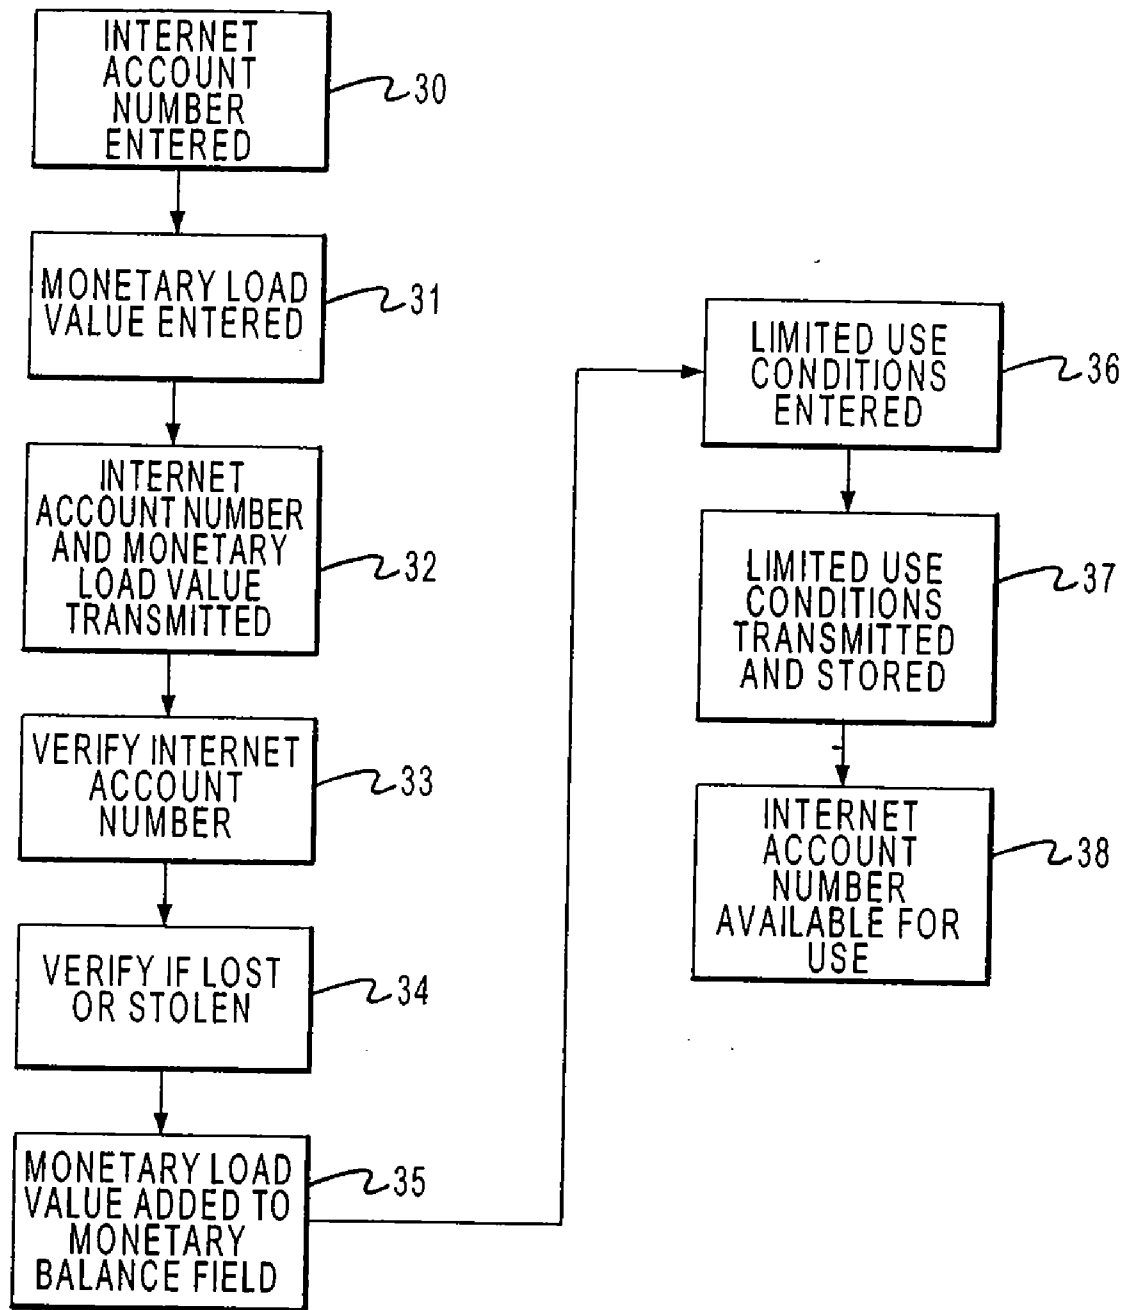 INTERNET
ACCOUNT
NUMBER
ENTERED
30
MONETARY LOAD
VALUE ENTERED
31
INTERNET
ACCOUNT NUMBER
AND MONETARY
LOAD VALUE
TRANSMITTED
32
VERIFY INTERNET
ACCOUNT
NUMBER
33
VERIFY IF LOST
OR STOLEN
34
MONETARY LOAD
VALUE ADDED TO
MONETARY
BALANCE FIELD
35
LIMITED USE
CONDITIONS
ENTERED
36
LIMITED USE
CONDITIONS
TRANSMITTED
AND STORED
37
INTERNET
ACCOUNT
NUMBER
AVAILABLE FOR
USE
38